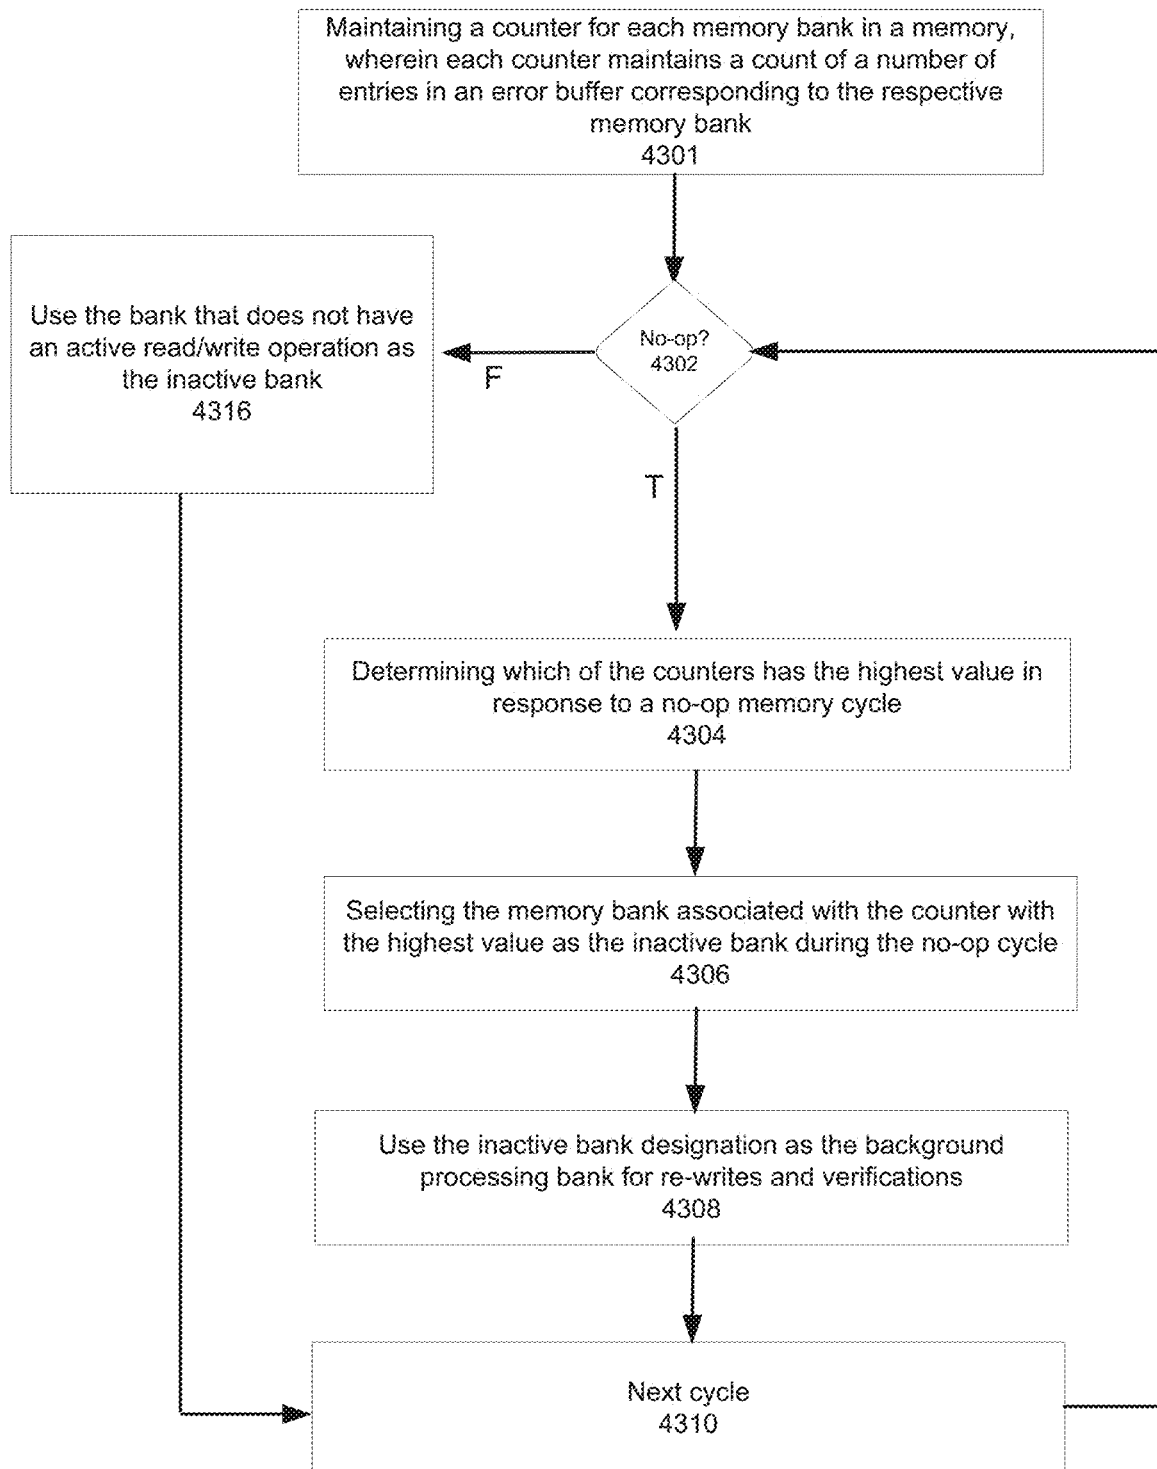 Maintaining a counter for each memory bank in a memory,
wherein each counter maintains a count of a number of
entries in an error buffer corresponding to the respective
memory bank
4301
No-op?
4302
F
T
Use the bank that does not have
an active read/write operation as
the inactive bank
4316
Determining which of the counters has the highest value in
response to a no-op memory cycle
4304
Selecting the memory bank associated with the counter with
the highest value as the inactive bank during the no-op cycle
4306
Use the inactive bank designation as the background
processing bank for re-writes and verifications
4308
Next cycle
4310